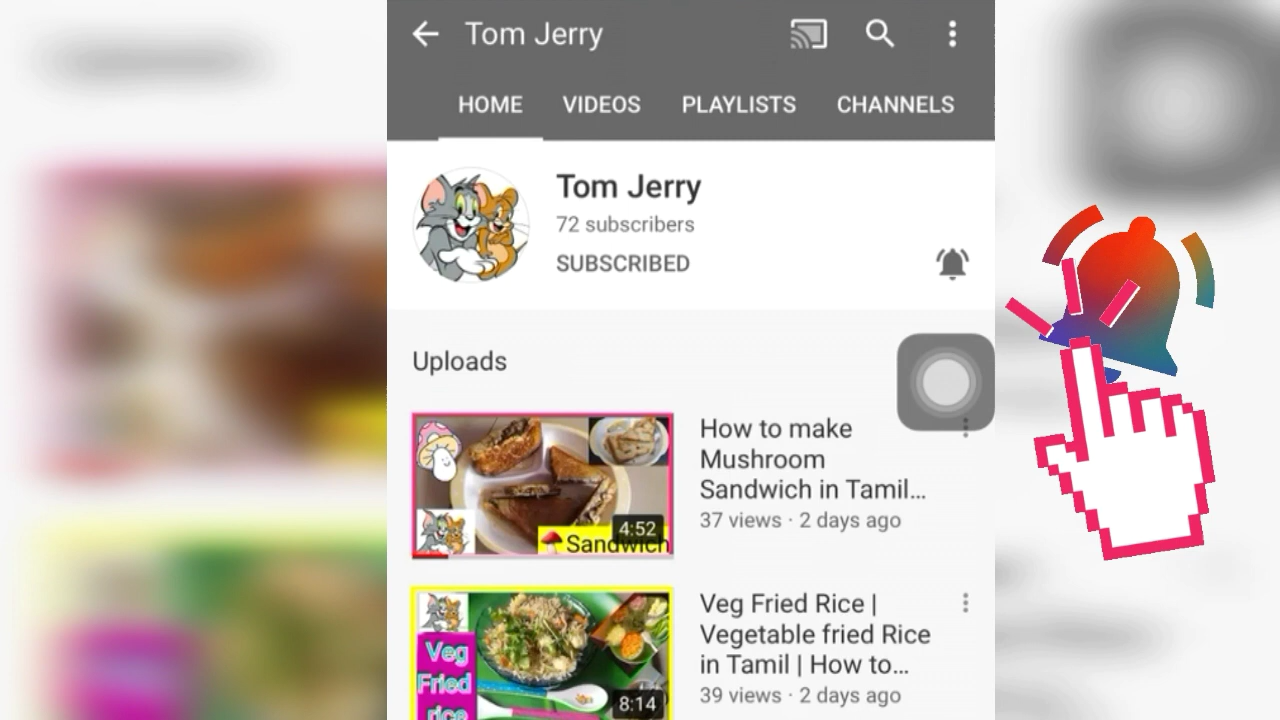 Tom Jerry
HOME VIDEOS PLAYLISTS CHANNELS
Tom Jerry
72 subscribers
SUBSCRIBED
Uploads
4:52
Sandwich
How to make
Mushroom
Sandwich in Tamil...
37 views · 2 days ago
Veg
Fried
rice
8:14
Veg Fried Rice |
Vegetable fried Rice
in Tamil | How to...
39 views · 2 days ago